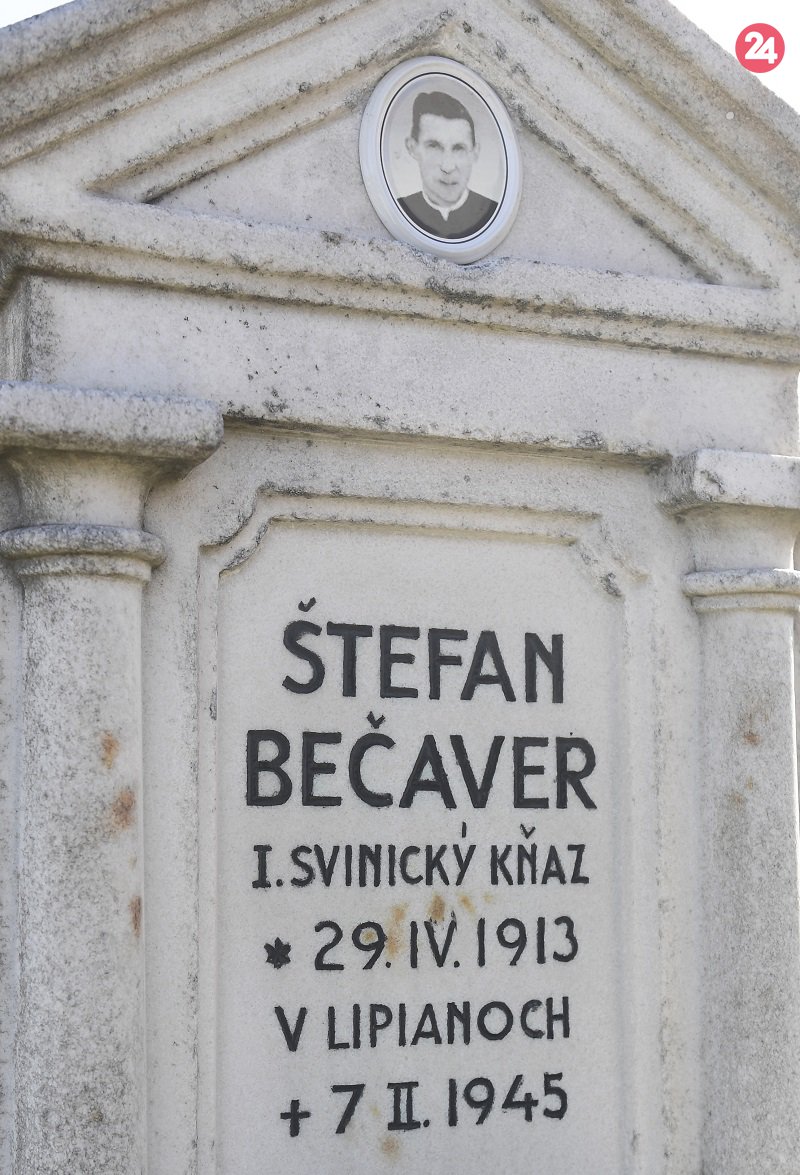 24
ŠTEFAN
BEČAVER
I. SVINICKÝ KŇAZ
* 29. IV. 1913
V LIPIANOCH
+ 7 II. 1945